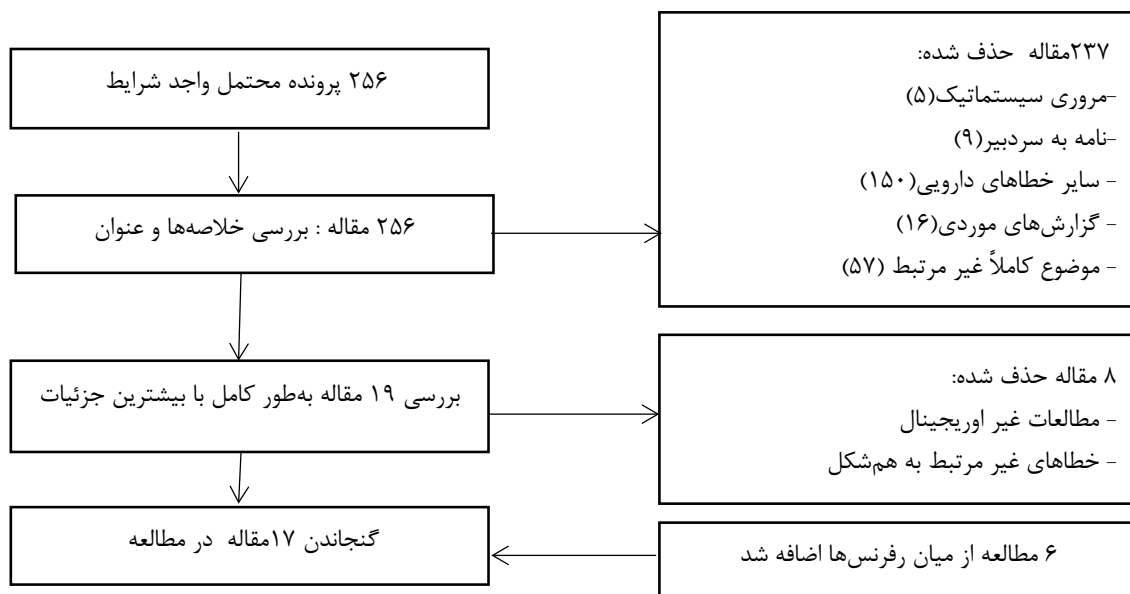 ۲۵۶ پرونده محتمل واجد شرایط
۲۳۷مقاله حذف شده:
-مروری سیستماتیک(۵)
-نامه به سردبیر(۹)
- سایر خطاهای دارویی(۱۵۰)
- گزارش‌های موردی(۱۶)
- موضوع کاملاً غیر مرتبط (۵۷)
۲۵۶ مقاله : بررسی خلاصه‌ها و عنوان
بررسی ۱۹ مقاله به‌طور کامل با بیشترین جزئیات
۸ مقاله حذف شده:
- مطالعات غیر اوریجینال
- خطاهای غیر مرتبط به هم‌شکل
گنجاندن ۱۷مقاله در مطالعه
۶ مطالعه از میان رفرنس‌ها اضافه شد